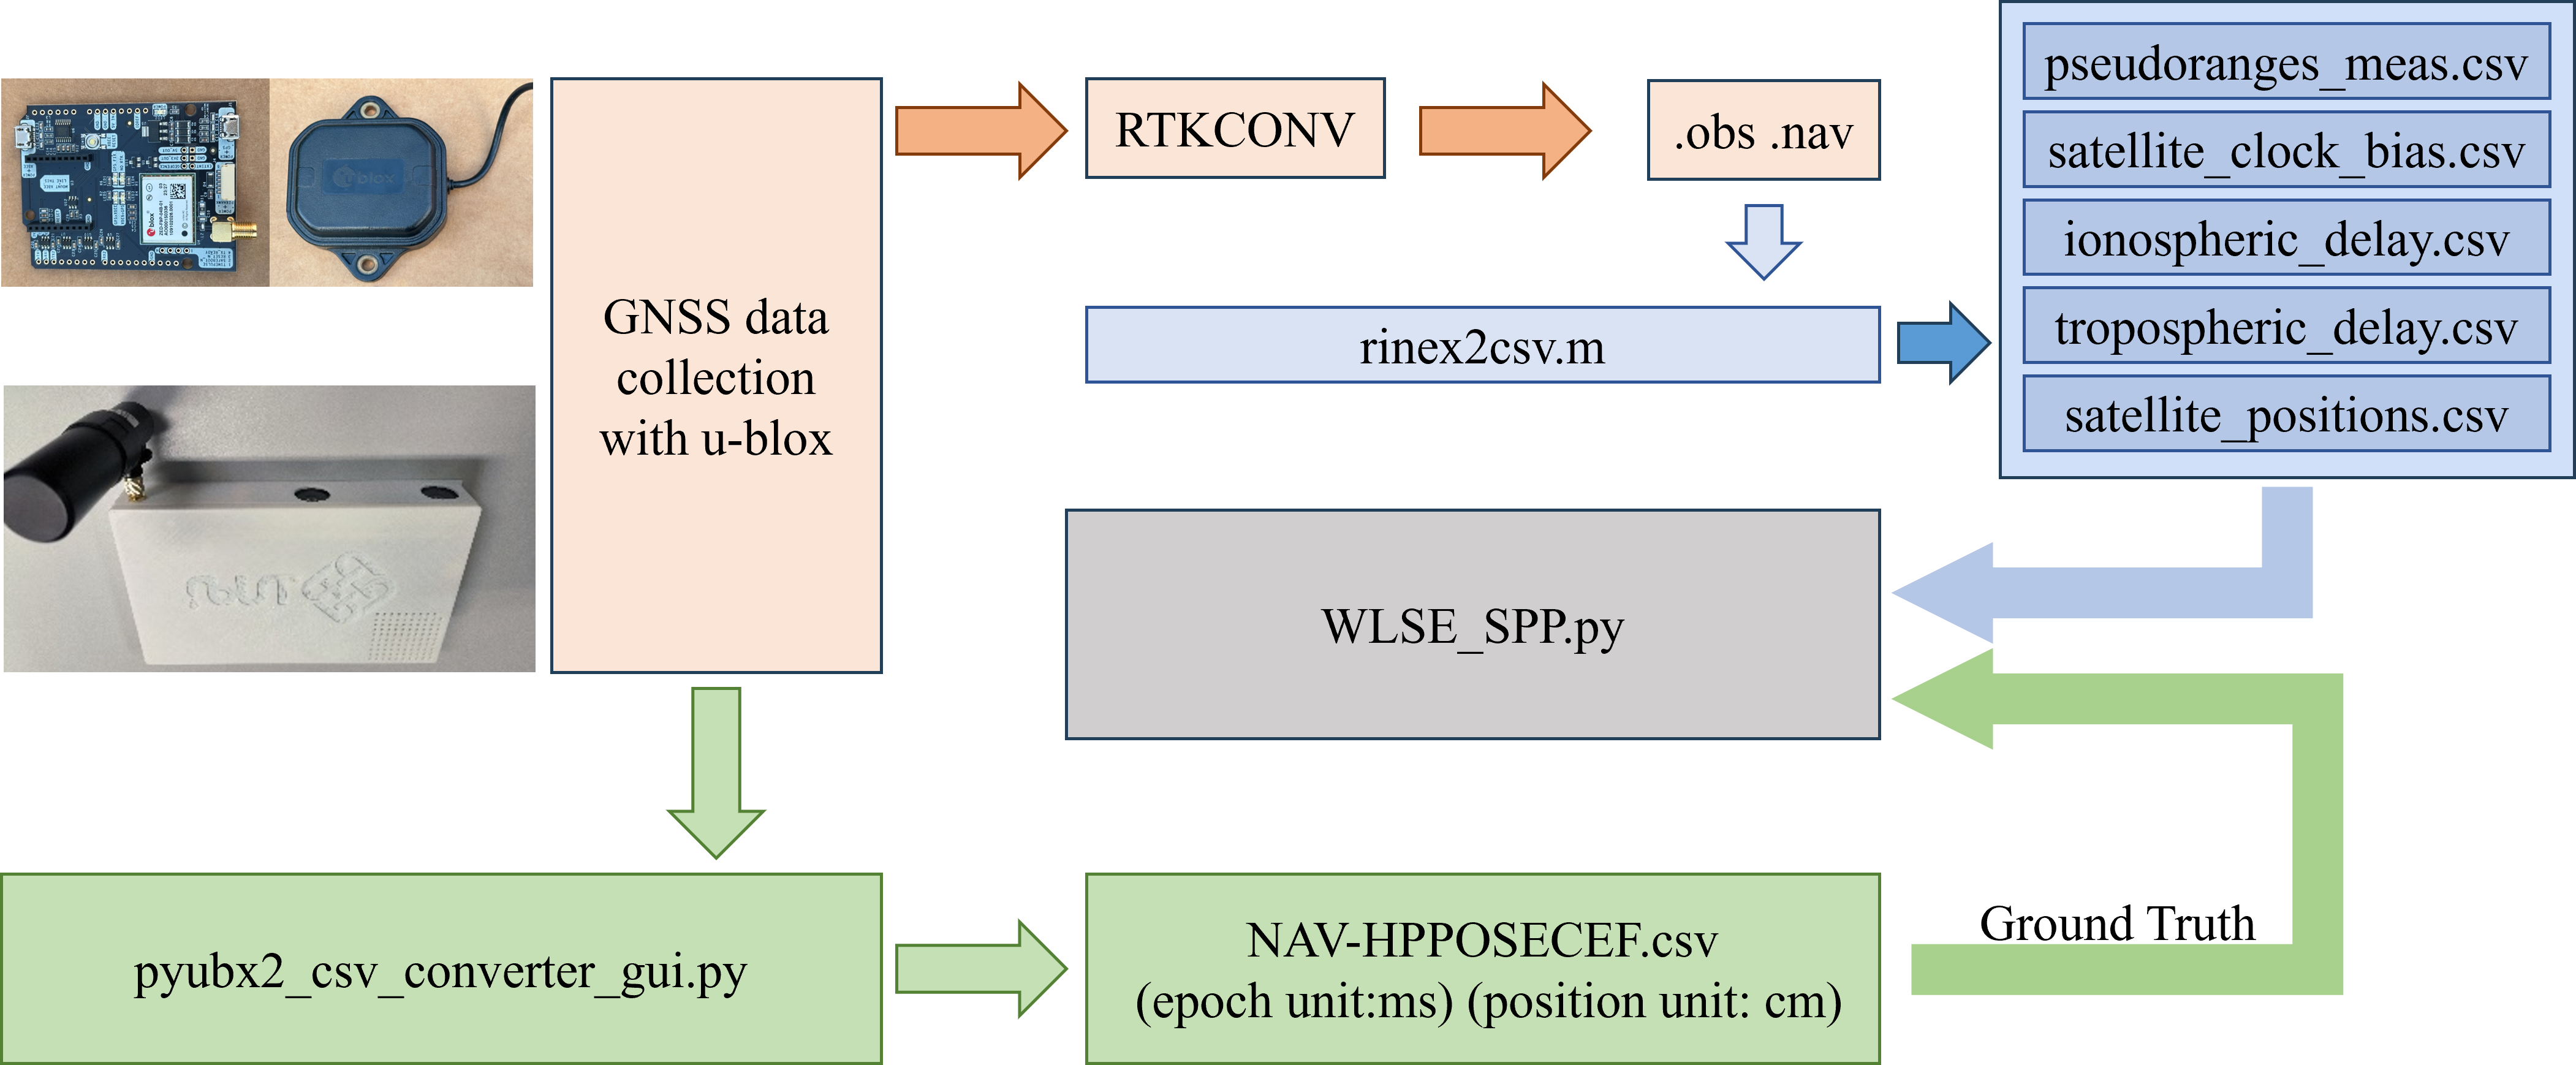 GNSS data
collection
with u-blox
RTKCONV
.obs .nav
rinex2csv.m
pseudoranges_meas.csv
satellite_clock_bias.csv
ionospheric_delay.csv
tropospheric_delay.csv
satellite_positions.csv
WLSE_SPP.py
pyubx2_csv_converter_gui.py
NAV-HPPOSECEF.csv
(epoch unit:ms) (position unit: cm)
Ground Truth
ublox